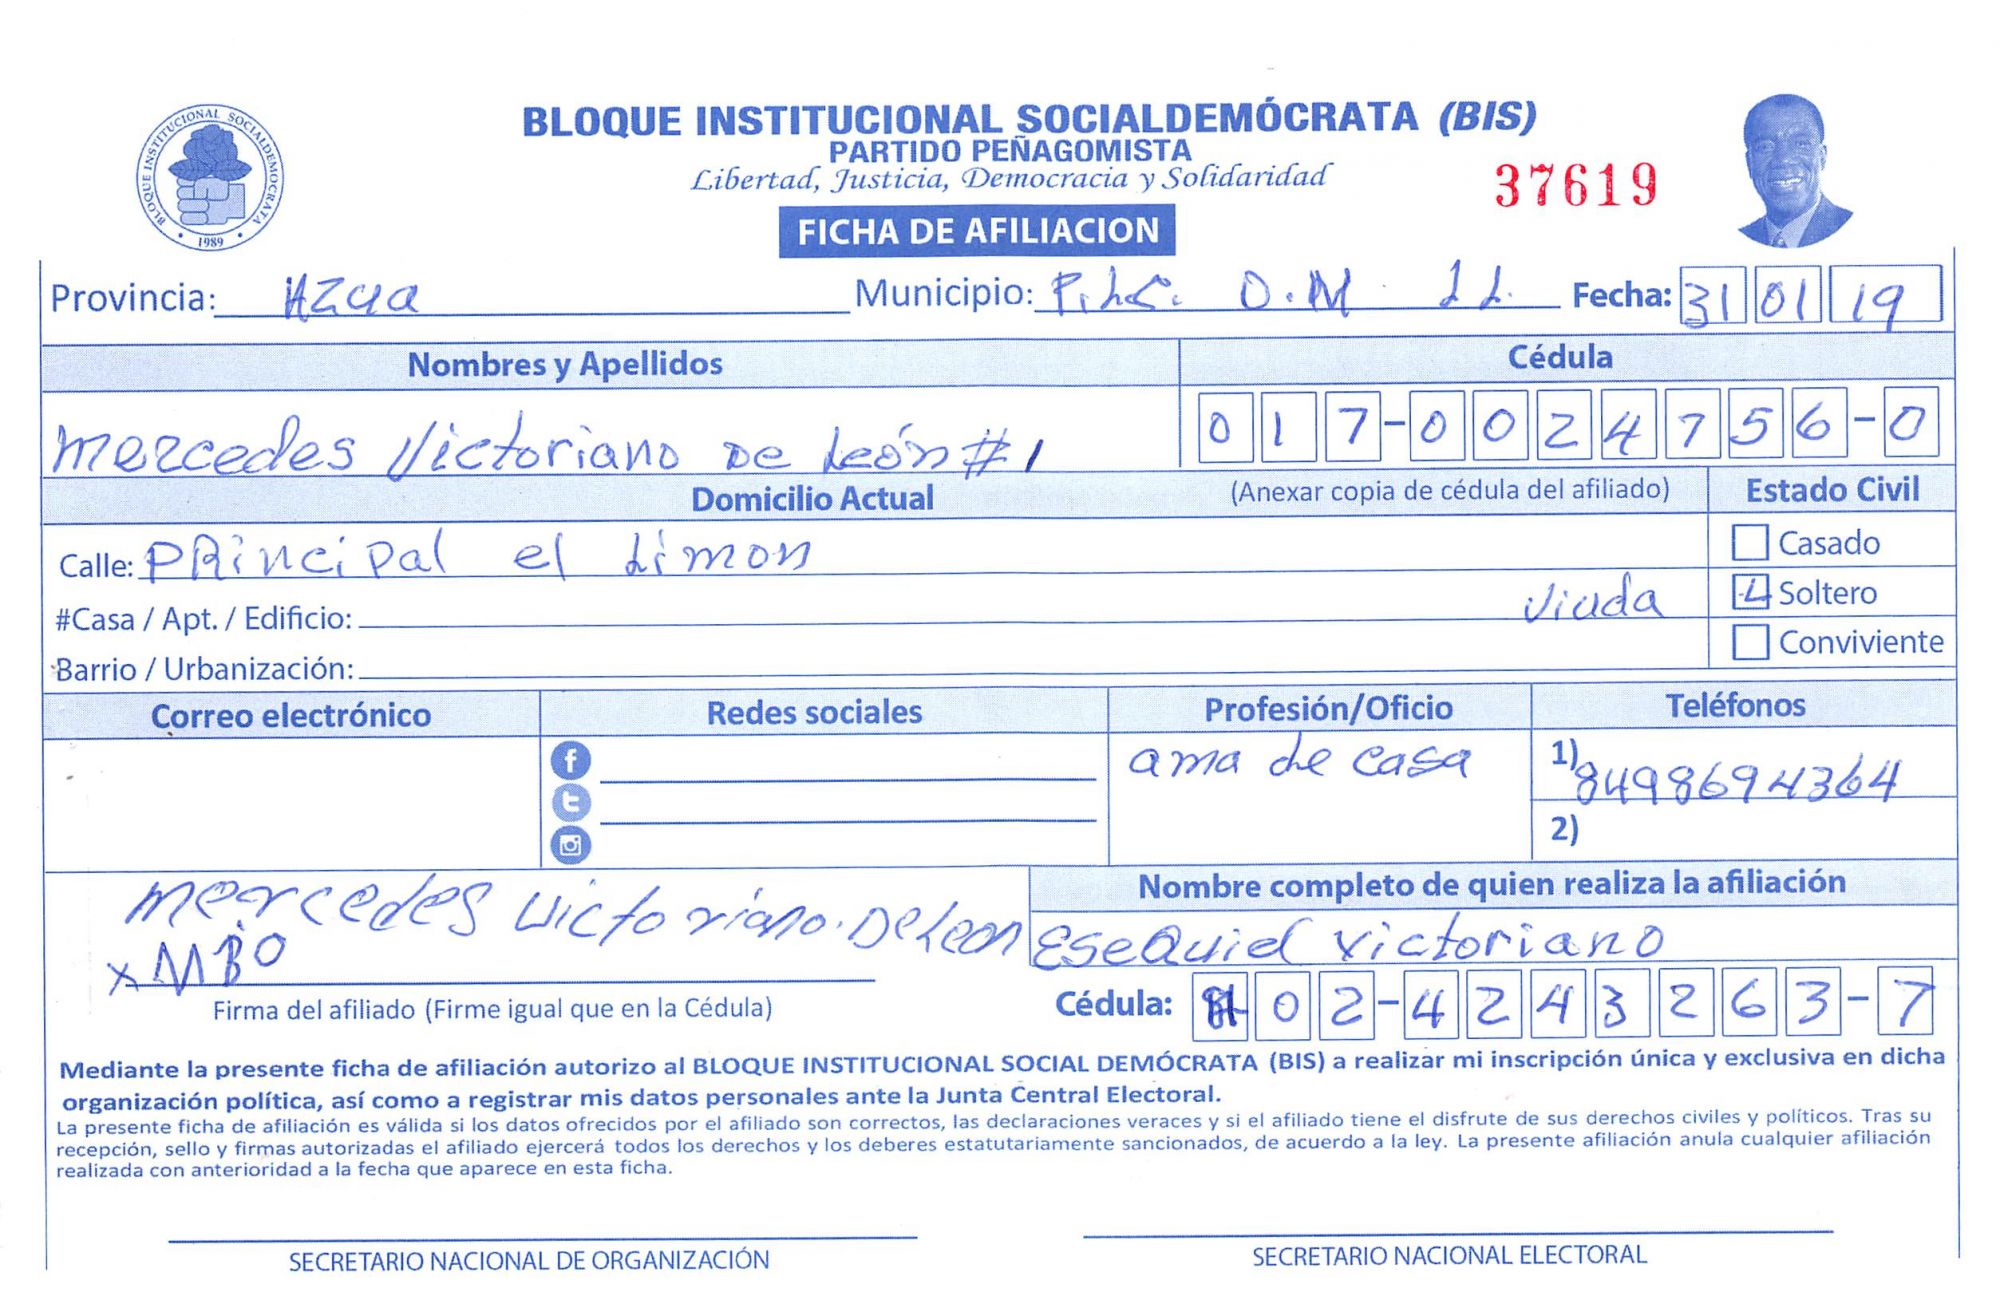 BLOQUE INSTITUCIONAL SOCIALDEMÓCRATA (BIS)
PARTIDO PEÑAGOMISTA
Libertad, Justicia, Democracia y Solidaridad
37619
BLOQUE INSTITUCIONAL SOCIALDEMOCRATA
1989
FICHA DE AFILIACION
Provincia: Azua Municipio: P.L.C. D.M Fecha: 31 01 19
Nombres y Apellidos Cédula
Mercedes Victoriano De León #1 017-0024756-0
Domicilio Actual (Anexar copia de cédula del afiliado) Estado Civil
Calle: PRincipal el Limon Casado
#Casa / Apt. / Edificio: Viuda Soltero
Barrio / Urbanización: Conviviente
Correo electrónico Redes sociales Profesión/Oficio Teléfonos
ama de casa 1) 8498694364
2)
Mercedes Victoriano. De Leon Nombre completo de quien realiza la afiliación
Esequiel Victoriano
Firma del afiliado (Firme igual que en la Cédula) Cédula: 02-4243263-7
Mediante la presente ficha de afiliación autorizo al BLOQUE INSTITUCIONAL SOCIAL DEMÓCRATA (BIS) a realizar mi inscripción única y exclusiva en dicha
organización política, así como a registrar mis datos personales ante la Junta Central Electoral.
La presente ficha de afiliación es válida si los datos ofrecidos por el afiliado son correctos, las declaraciones veraces y si el afiliado tiene el disfrute de sus derechos civiles y políticos. Tras su
recepción, sello y firmas autorizadas el afiliado ejercerá todos los derechos y los deberes estatutariamente sancionados, de acuerdo a la ley. La presente afiliación anula cualquier afiliación
realizada con anterioridad a la fecha que aparece en esta ficha.
SECRETARIO NACIONAL DE ORGANIZACIÓN SECRETARIO NACIONAL ELECTORAL